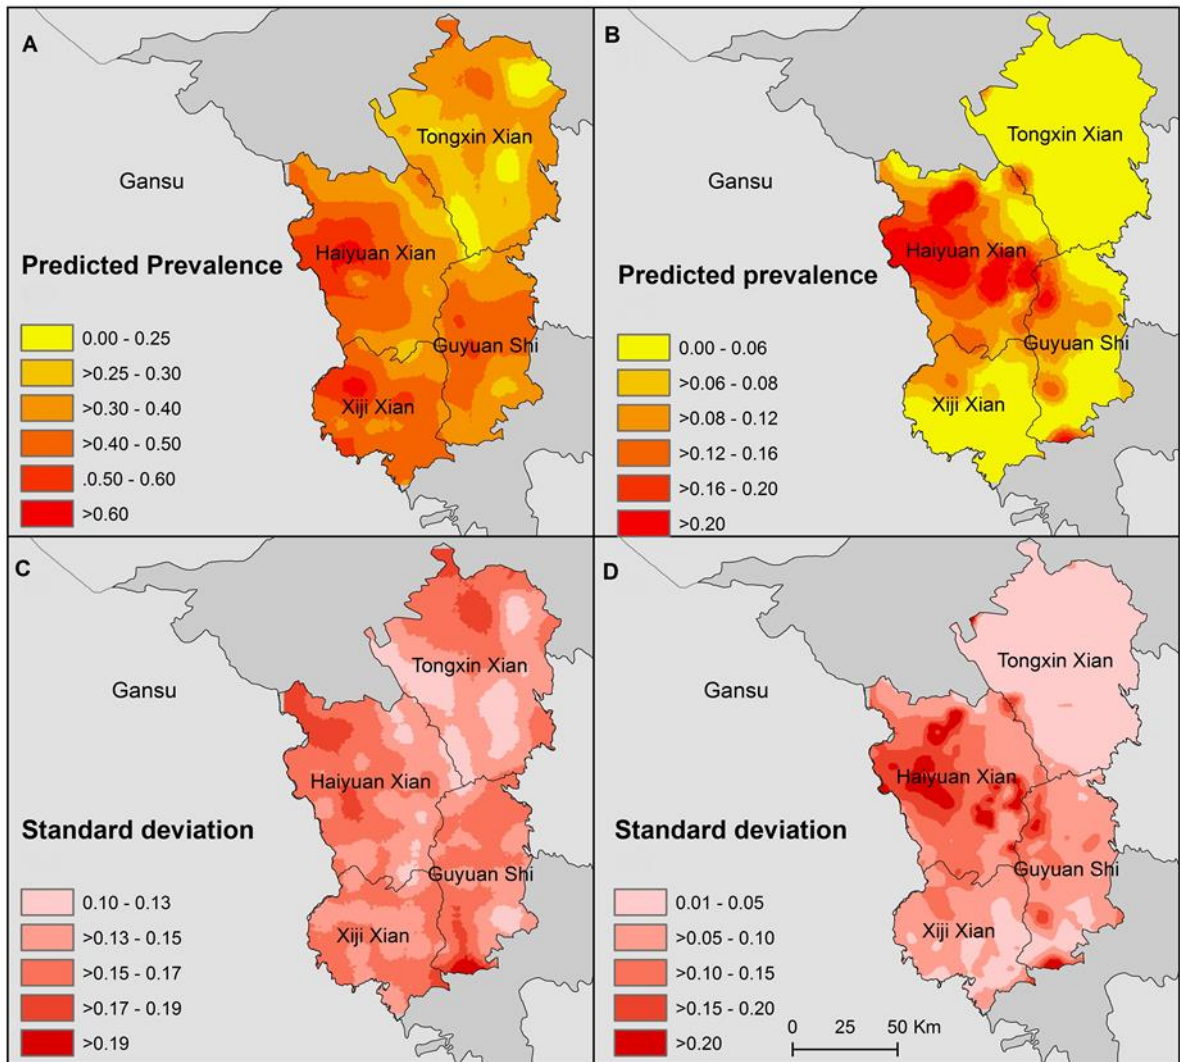 A
Tongxin Xian
Gansu
Haiyuan Xian
Predicted Prevalence
Guyuan Shi
Xiji Xian
0.00 - 0.25
>0.25 - 0.30
>0.30 - 0.40
>0.40 - 0.50
.0.50 - 0.60
>0.60
B
Tongxin Xian
Gansu
Haiyuan Xian
Predicted prevalence
Guyuan Shi
Xiji Xian
0.00 - 0.06
>0.06 - 0.08
>0.08 - 0.12
>0.12 - 0.16
>0.16 - 0.20
>0.20
C
Tongxin Xian
Gansu
Haiyuan Xian
Standard deviation
Guyuan Shi
Xiji Xian
0.10 - 0.13
>0.13 - 0.15
>0.15 - 0.17
>0.17 - 0.19
>0.19
D
Tongxin Xian
Gansu
Haiyuan Xian
Standard deviation
Guyuan Shi
Xiji Xian
0.01 - 0.05
>0.05 - 0.10
>0.10 - 0.15
>0.15 - 0.20
>0.20
0 25 50 Km